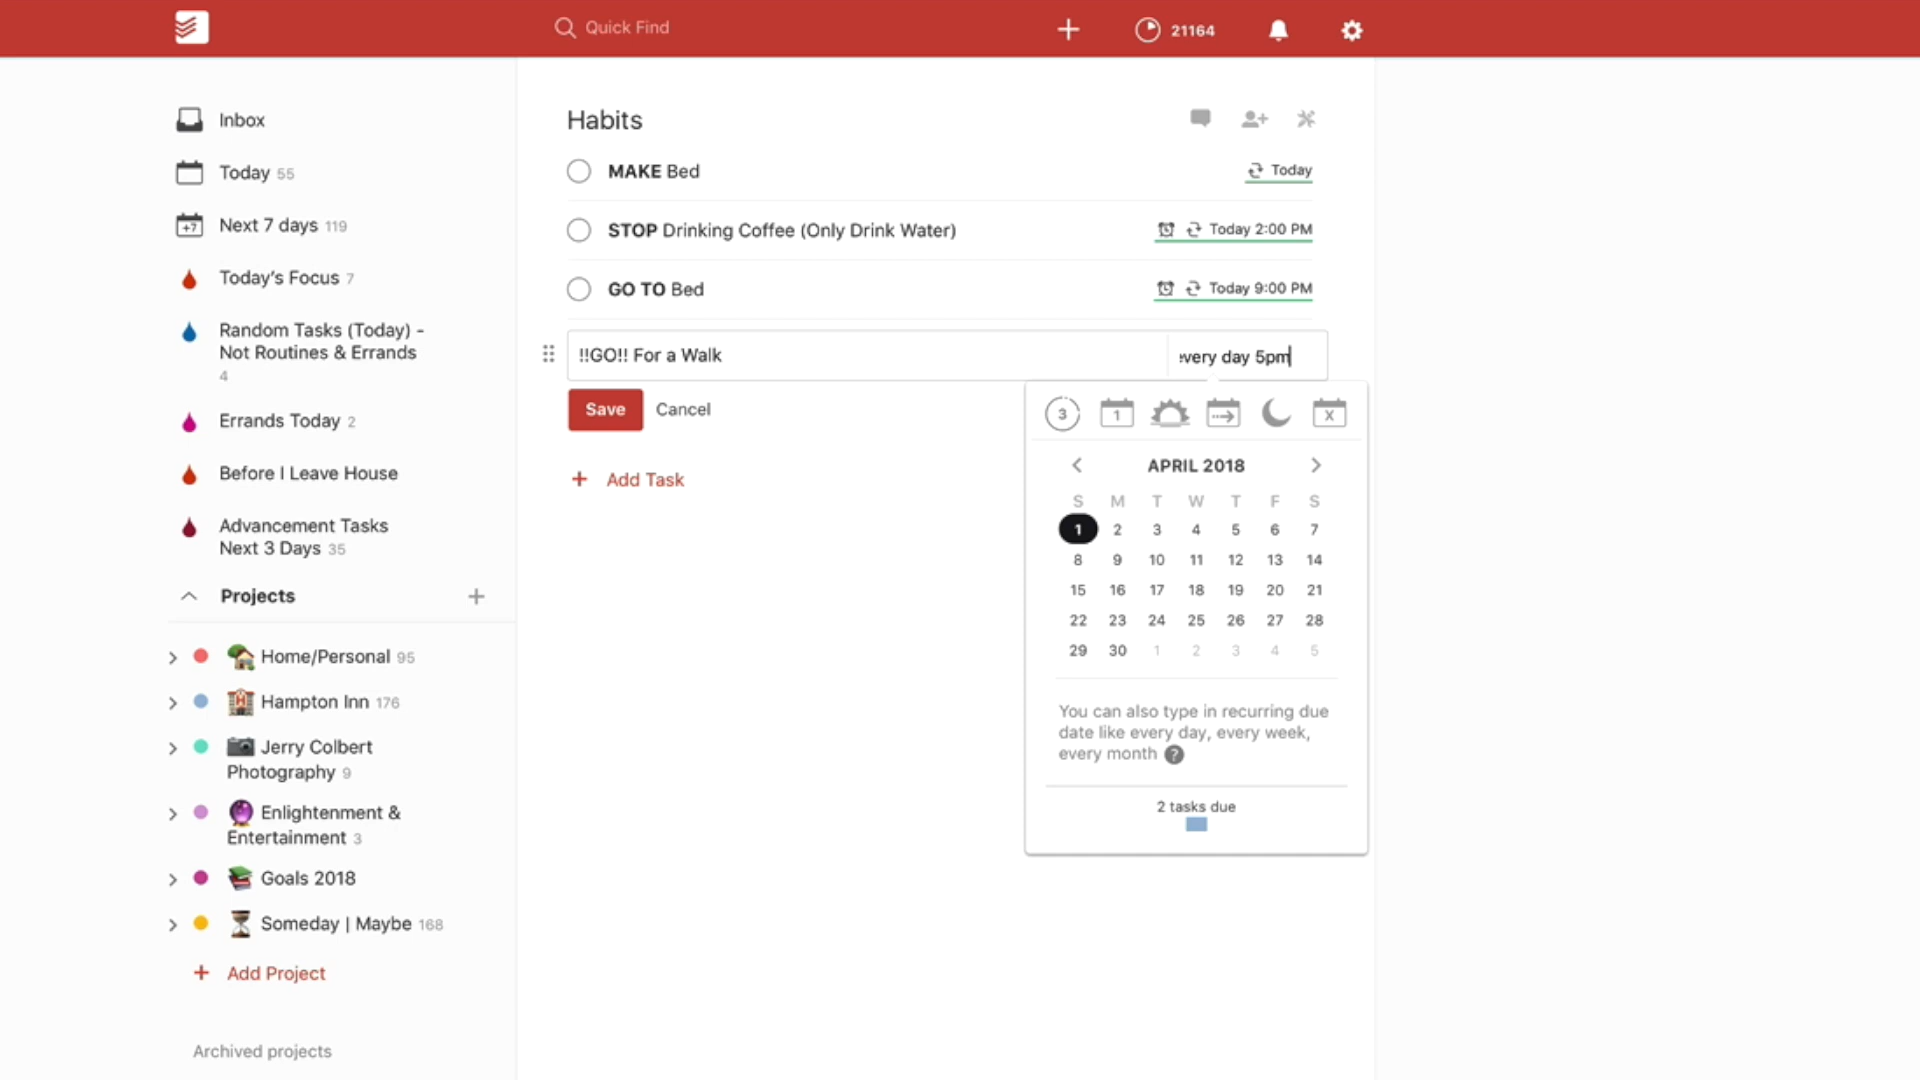 Quick Find
21164
Inbox
Today 55
Next 7 days 119
+7
Today's Focus 7
Random Tasks (Today) -
Not Routines & Errands
4
Errands Today 2
Before I Leave House
Advancement Tasks
Next 3 Days 35
Projects
Home/Personal 95
Hampton Inn 176
Jerry Colbert
Photography 9
Enlightenment &
Entertainment 3
Goals 2018
Someday | Maybe 168
+ Add Project
Archived projects
Habits
MAKE Bed Today
STOP Drinking Coffee (Only Drink Water) Today 2:00 PM
GO TO Bed Today 9:00 PM
!!GO!! For a Walk every day 5pm
Save Cancel
+ Add Task
3 1 X
APRIL 2018
S M T W T F S
1 2 3 4 5 6 7
8 9 10 11 12 13 14
15 16 17 18 19 20 21
22 23 24 25 26 27 28
29 30 1 2 3 4 5
You can also type in recurring due
date like every day, every week,
every month ?
2 tasks due